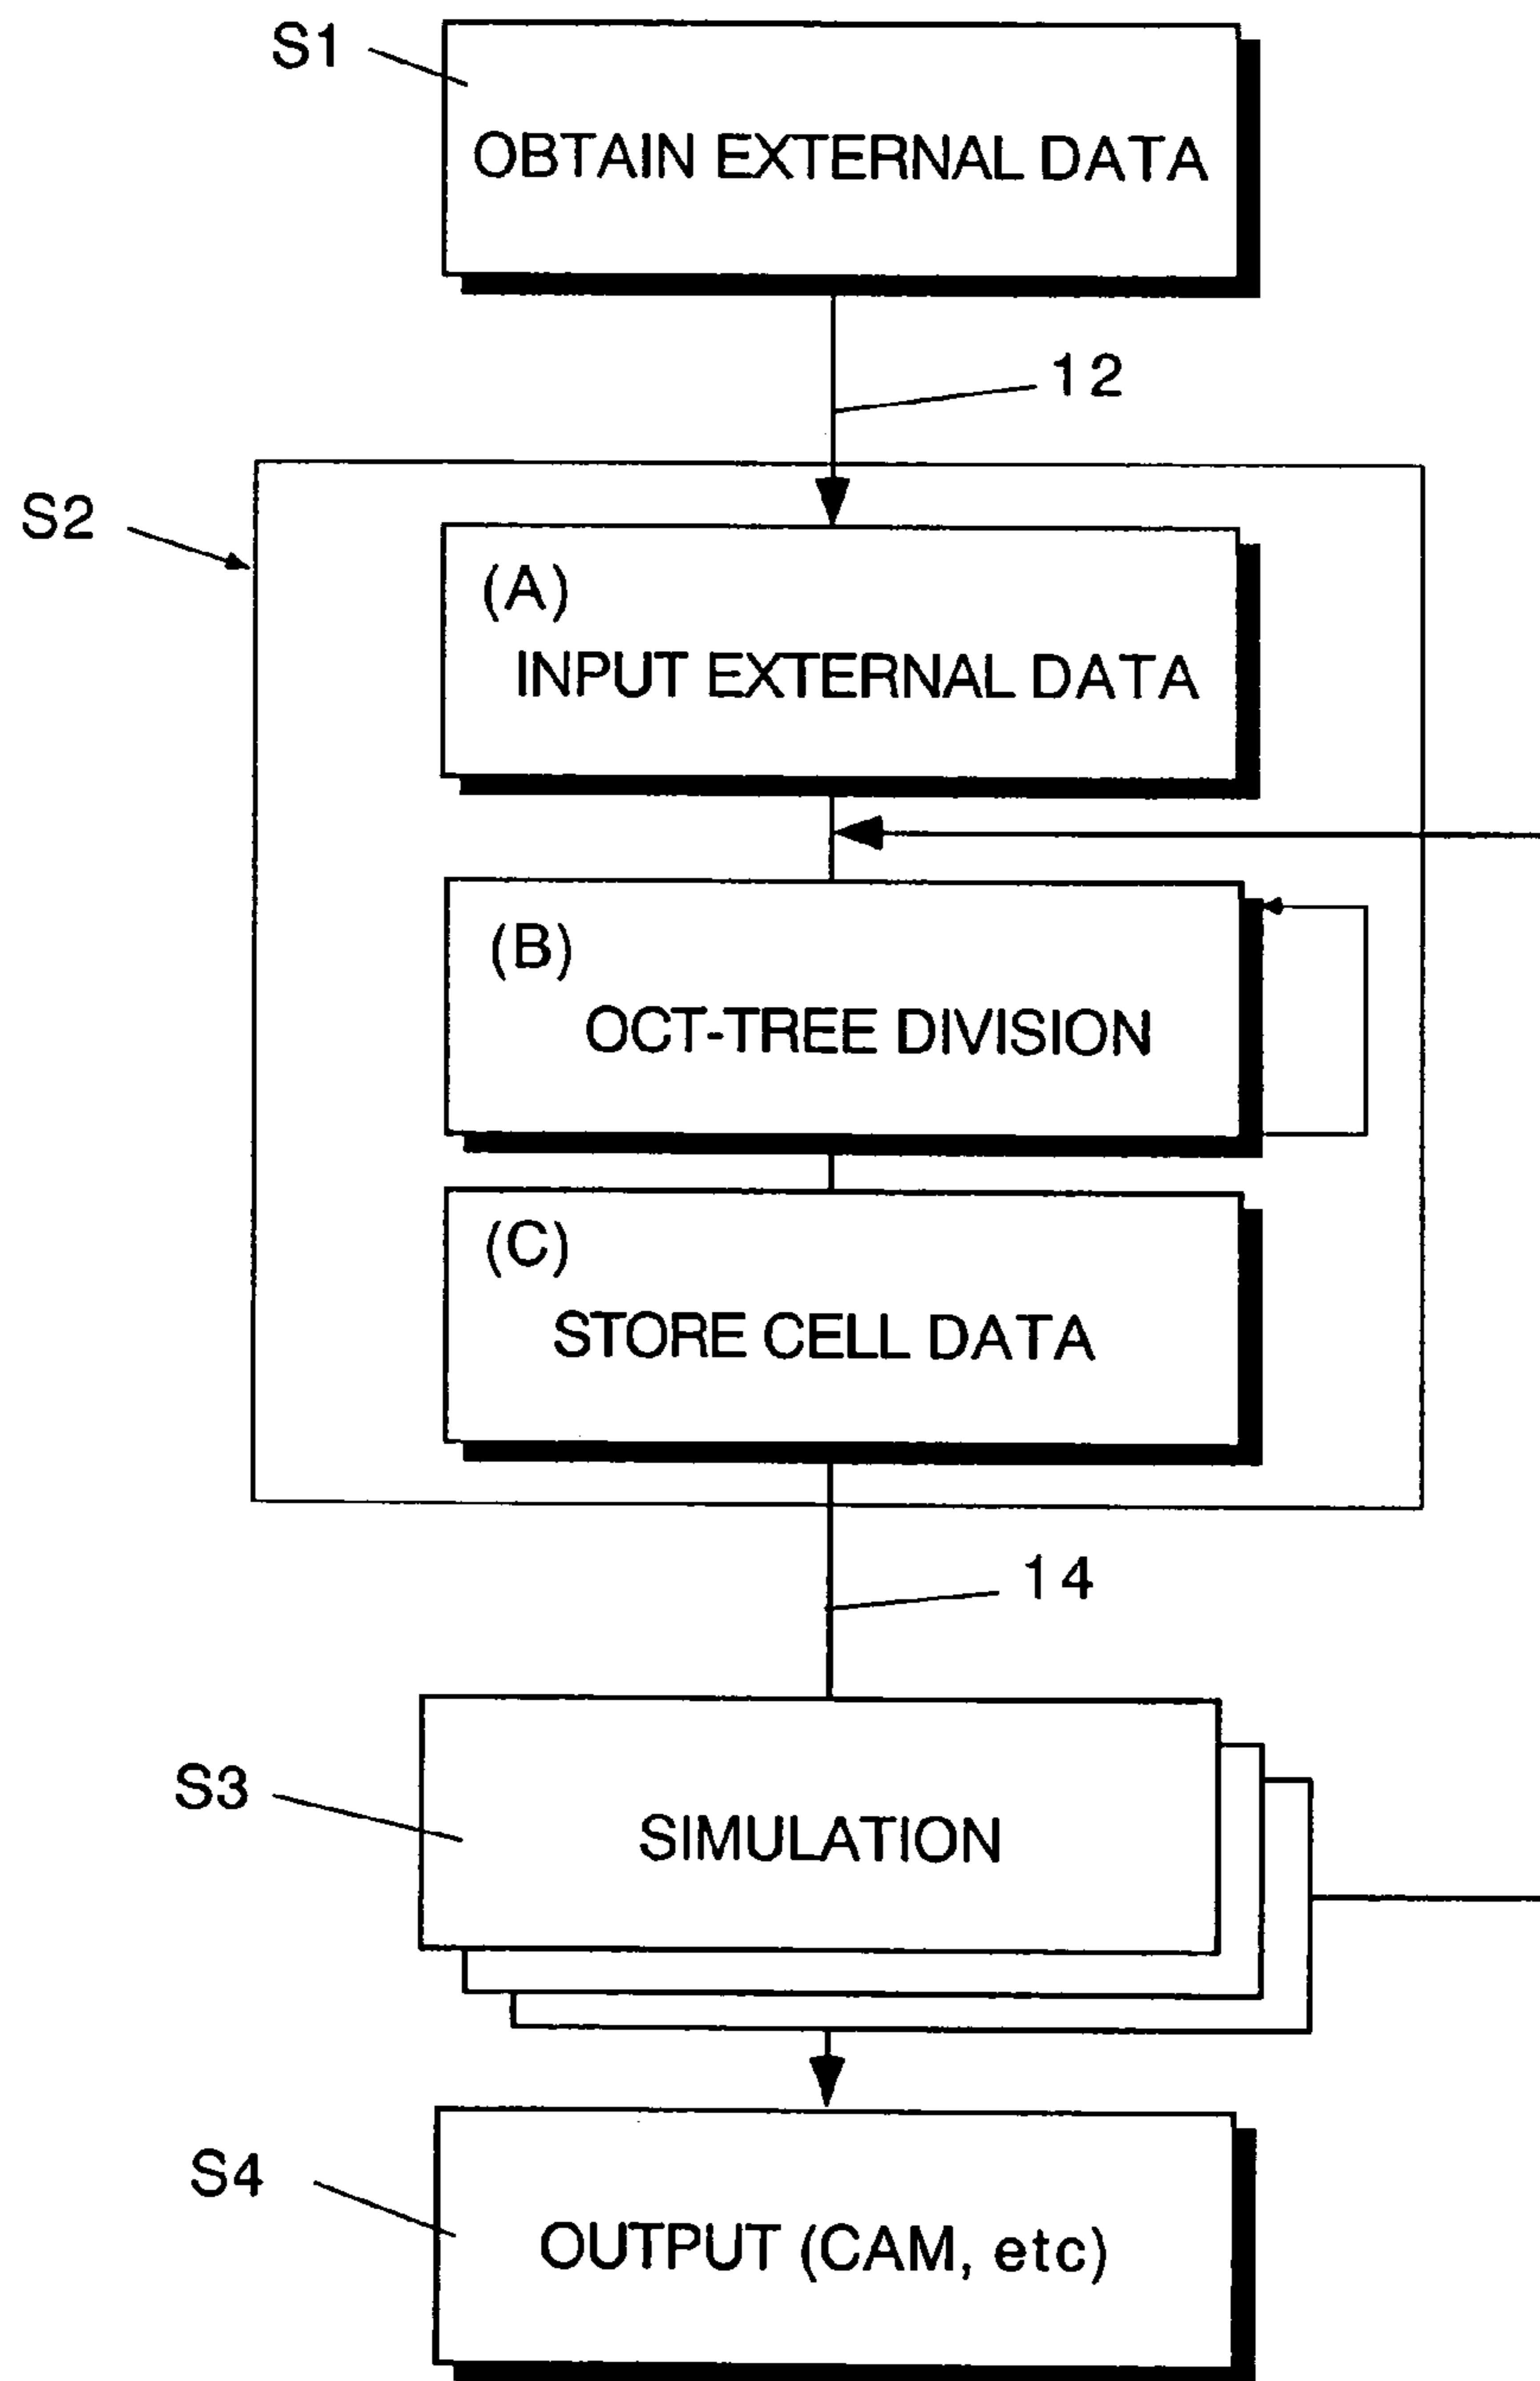 S1
OBTAIN EXTERNAL DATA
12
S2
(A)
INPUT EXTERNAL DATA
(B)
OCT-TREE DIVISION
(C)
STORE CELL DATA
14
S3
SIMULATION
S4
OUTPUT (CAM, etc)